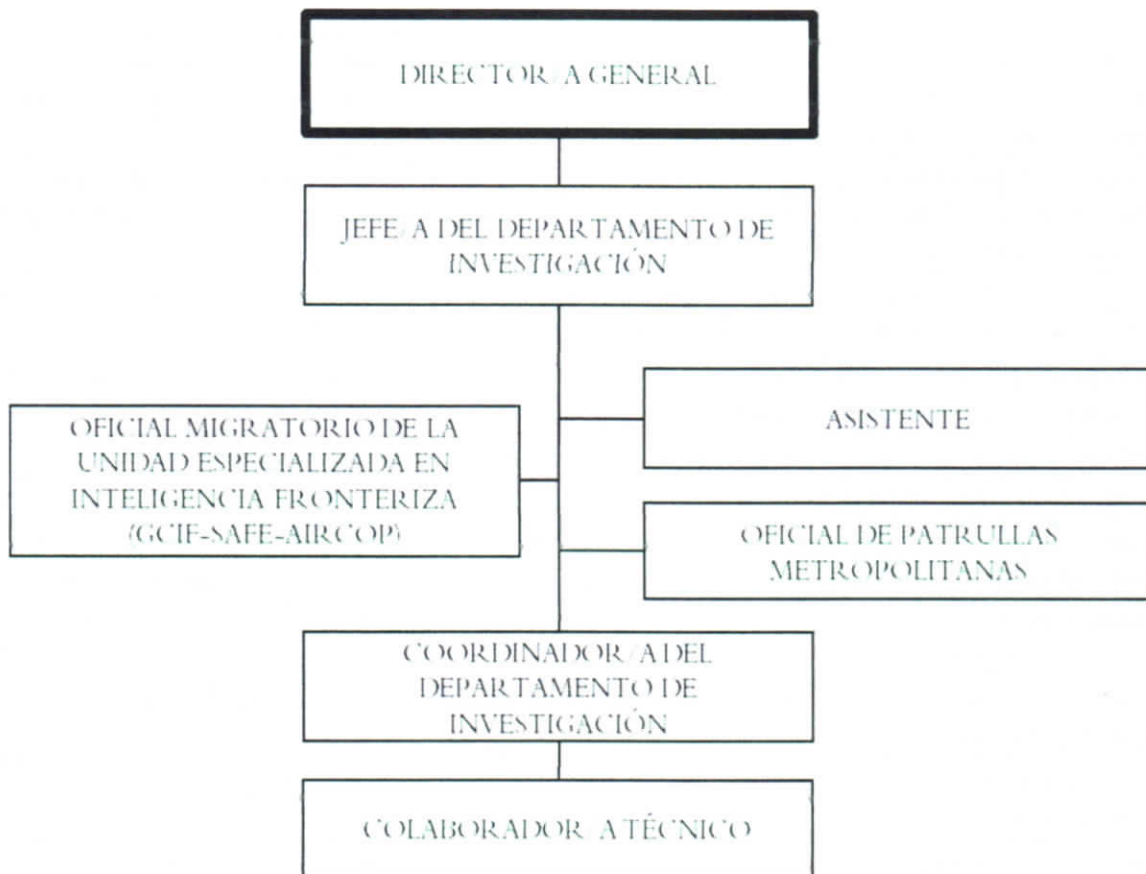 DIRECTOR/A GENERAL
JEFE/A DEL DEPARTAMENTO DE
INVESTIGACIÓN
ASISTENTE
OFICIAL MIGRATORIO DE LA
UNIDAD ESPECIALIZADA EN
INTELIGENCIA FRONTERIZA
(GCIF-SAFE-AIRCOP)
OFICIAL DE PATRULLAS
METROPOLITANAS
COORDINADOR/A DEL
DEPARTAMENTO DE
INVESTIGACIÓN
COLABORADOR/A TÉCNICO